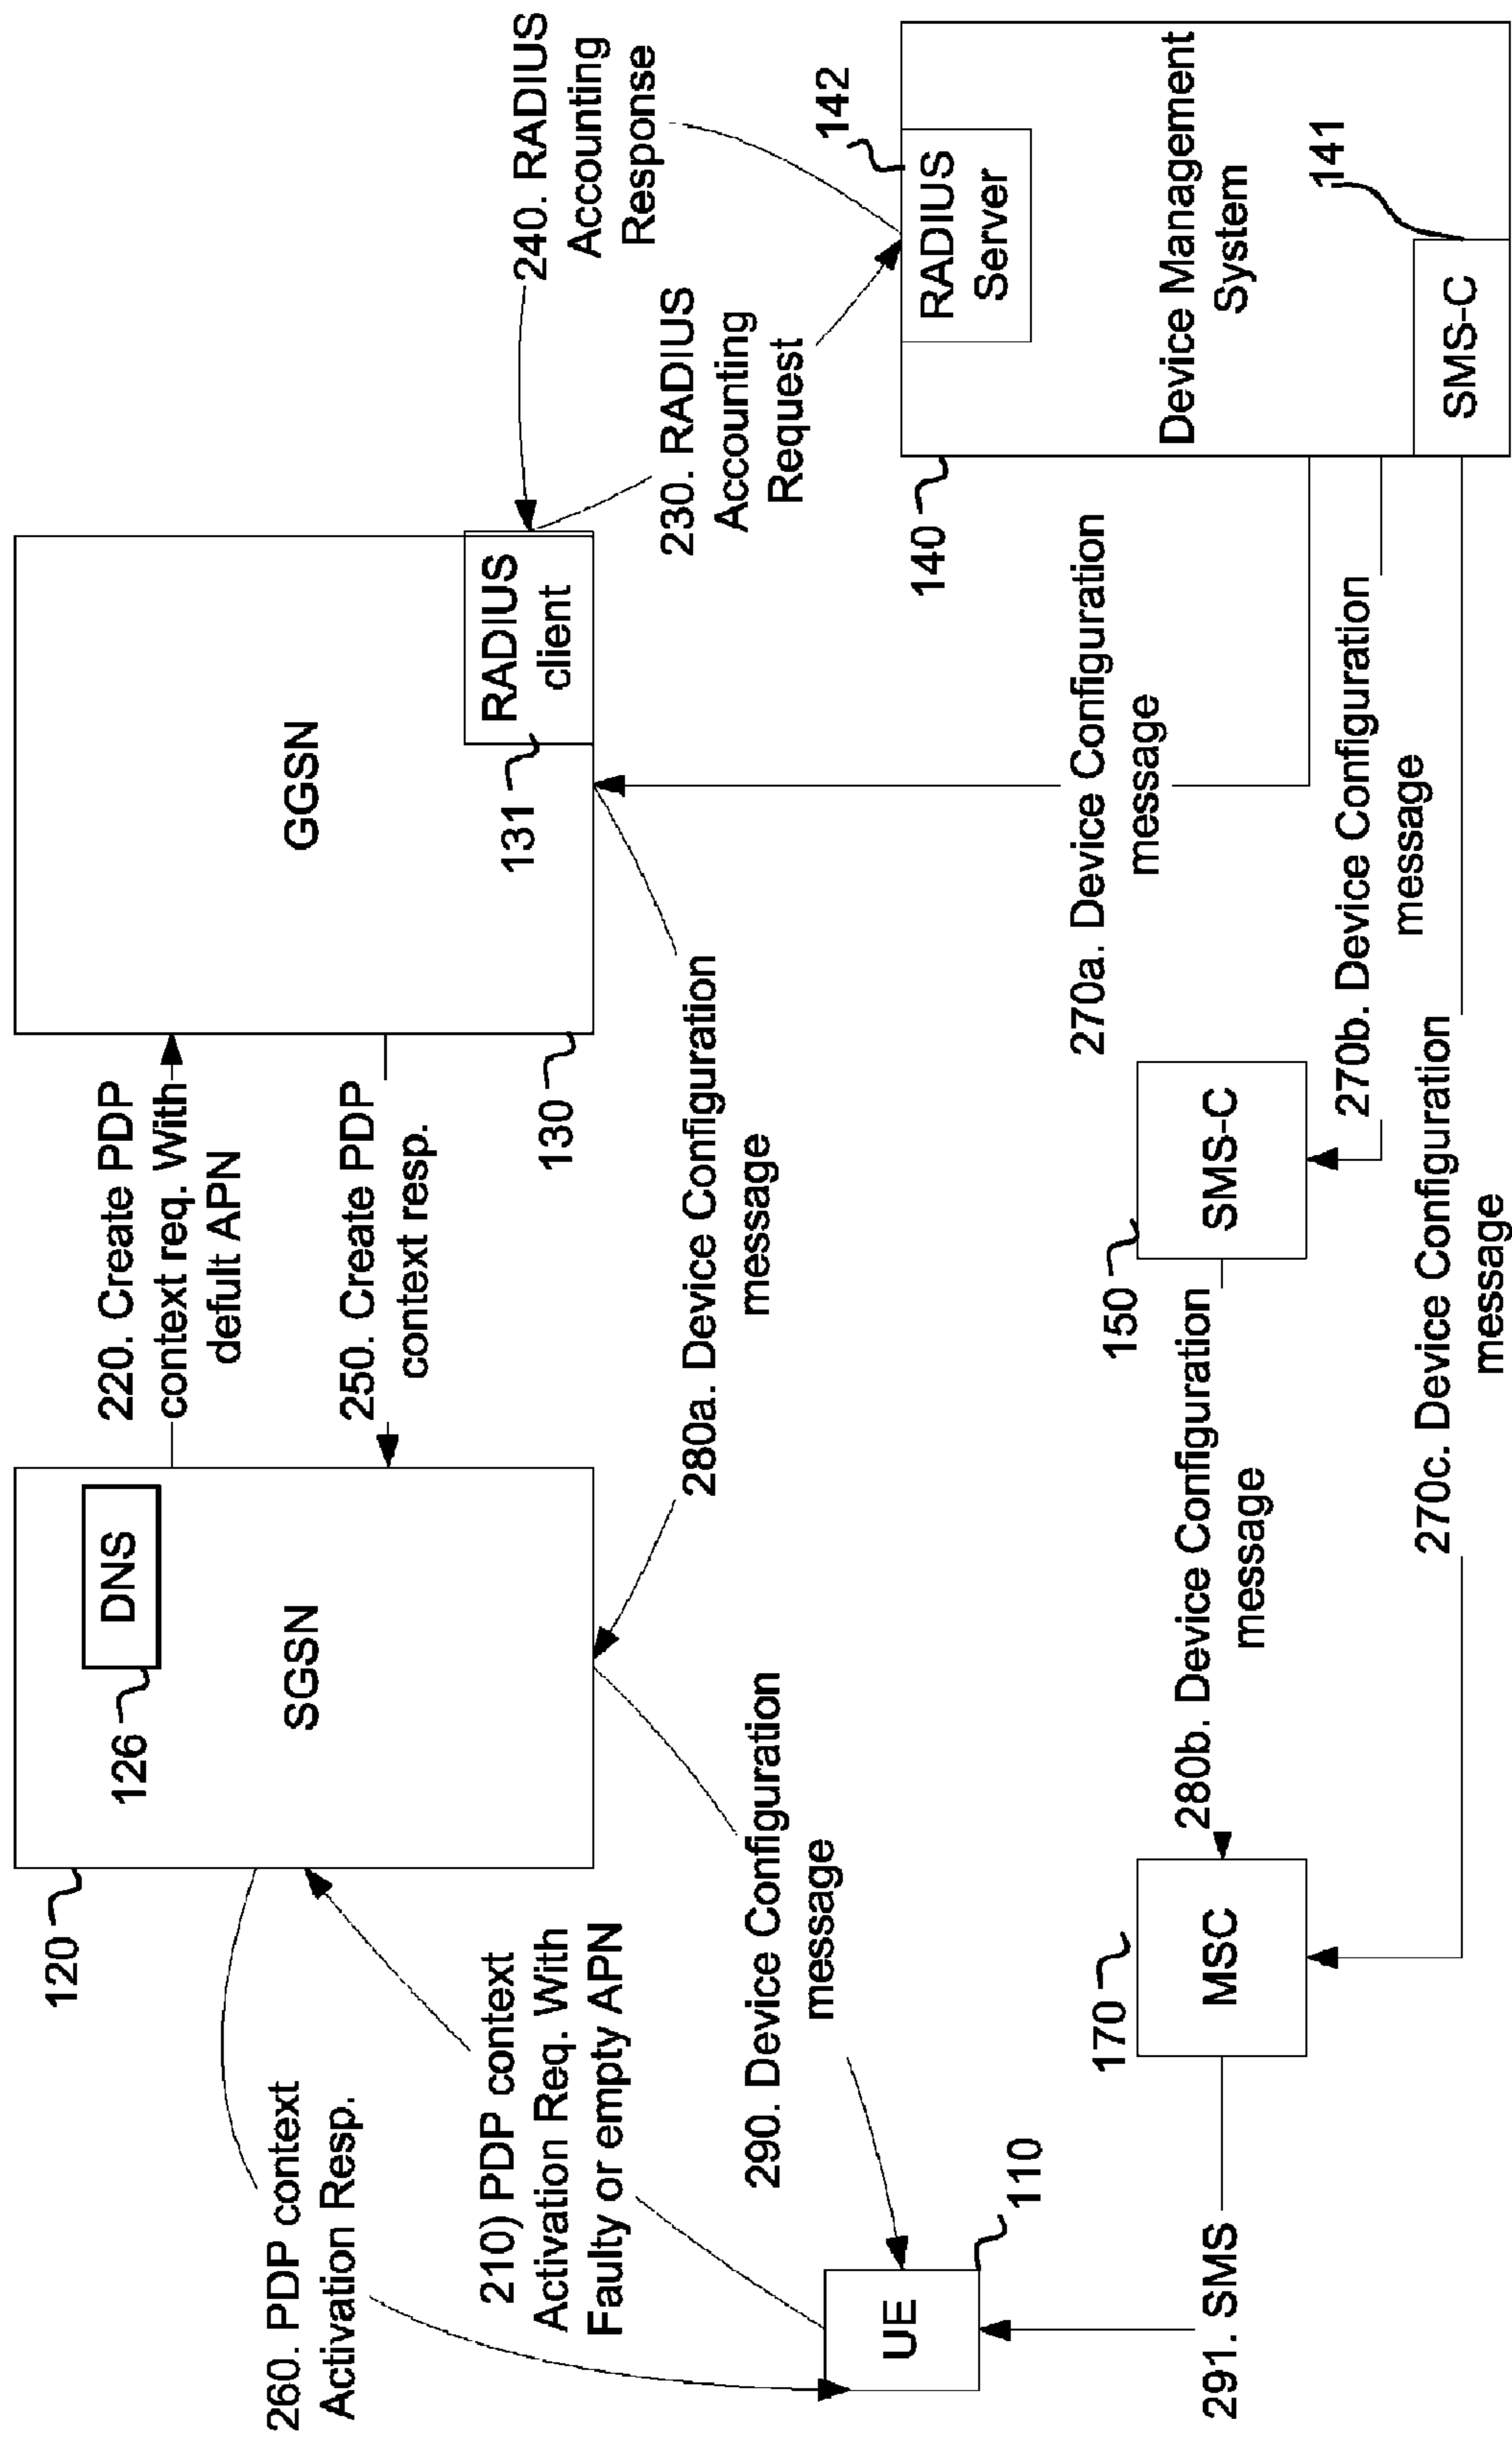 120
126
DNS
SGSN
220. Create PDP
context req. With
defult APN
250. Create PDP
context resp.
GGSN
130
131
RADIUS
client
240. RADIUS
Accounting
Response
230. RADIUS
Accounting
Request
142
RADIUS
Server
Device Management
System
141
SMS-C
140
260. PDP context
Activation Resp.
210) PDP context
Activation Req. With
Faulty or empty APN
290. Device Configuration
message
280a. Device Configuration
message
270a. Device Configuration
message
UE
110
291. SMS
170
MSC
280b. Device Configuration
message
150
SMS-C
270b. Device Configuration
message
270c. Device Configuration
message